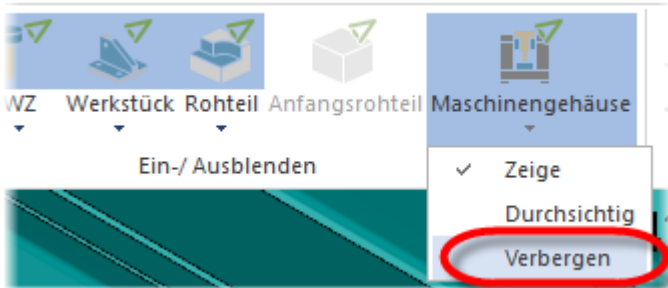 WZ Werkstück Rohteil Anfangsrohteil Maschinengehäuse
Ein-/ Ausblenden
Zeige
Durchsichtig
Verbergen